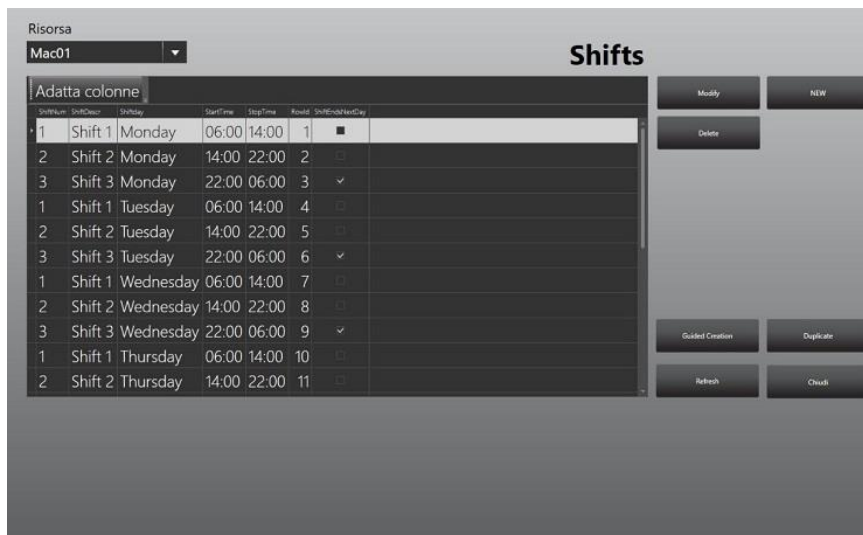 Risorsa
Mac01
Shifts
Adatta colonne
ShiftNum ShiftDescr Shiftday StartTime StopTime RowId ShiftEndsNextDay
1 Shift 1 Monday 06:00 14:00 1
2 Shift 2 Monday 14:00 22:00 2
3 Shift 3 Monday 22:00 06:00 3
1 Shift 1 Tuesday 06:00 14:00 4
2 Shift 2 Tuesday 14:00 22:00 5
3 Shift 3 Tuesday 22:00 06:00 6
1 Shift 1 Wednesday 06:00 14:00 7
2 Shift 2 Wednesday 14:00 22:00 8
3 Shift 3 Wednesday 22:00 06:00 9
1 Shift 1 Thursday 06:00 14:00 10
2 Shift 2 Thursday 14:00 22:00 11
Modify NEW
Delete
Guided Creation Duplicate
Refresh Chiudi